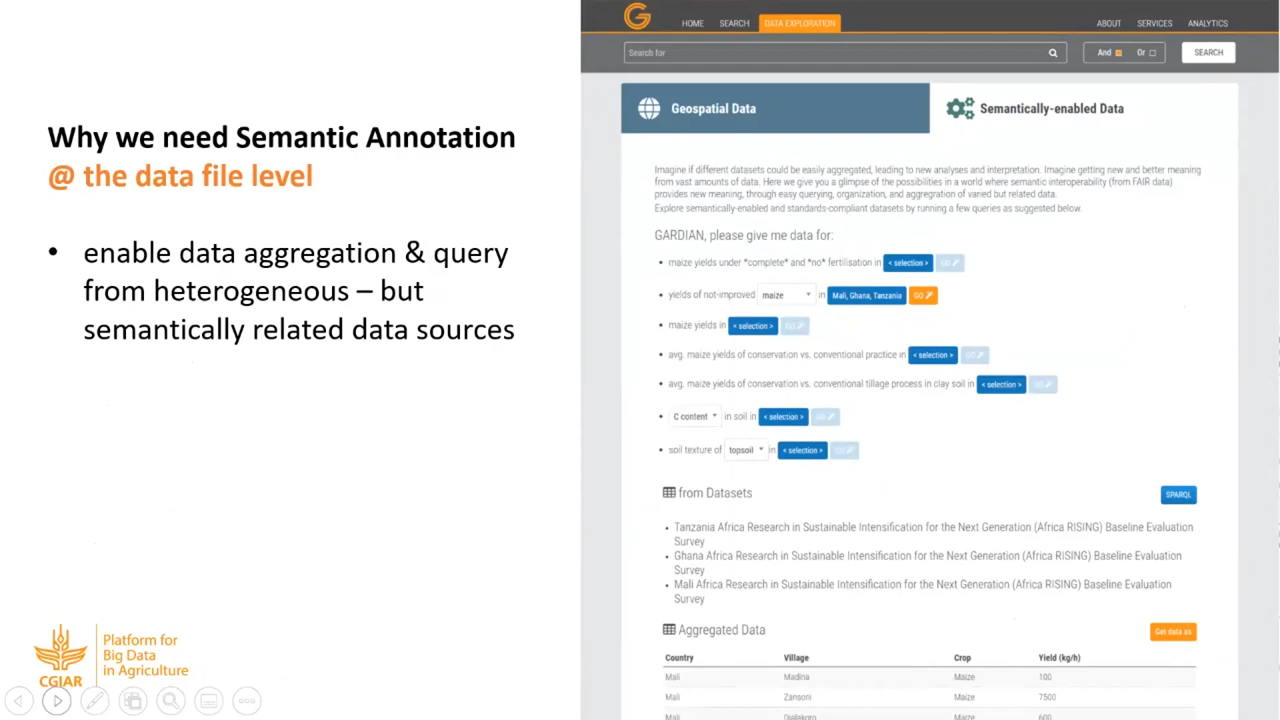 Why we need Semantic Annotation
@ the data file level
• enable data aggregation & query
from heterogeneous – but
semantically related data sources
CGIAR
Platform for
Big Data
in Agriculture
HOME SEARCH DATA EXPLORATION ABOUT SERVICES ANALYTICS
Search for And Or SEARCH
Geospatial Data Semantically-enabled Data
Imagine if different datasets could be easily aggregated, leading to new analyses and interpretation. Imagine getting new and better meaning
from vast amounts of data. Here we give you a glimpse of the possibilities in a world where semantic interoperability (from FAIR data)
provides new meaning, through easy querying, organization, and aggregation of varied but related data.
Explore semantically-enabled and standards-compliant datasets by running a few queries as suggested below.
GARDIAN, please give me data for:
• maize yields under *complete* and *no* fertilisation in < selection > GO
• yields of not-improved maize in Mali, Ghana, Tanzania GO
• maize yields in < selection > GO
• avg. maize yields of conservation vs. conventional practice in < selection > GO
• avg. maize yields of conservation vs. conventional tillage process in clay soil in < selection > GO
• C content in soil in < selection > GO
• soil texture of topsoil in < selection > GO
from Datasets SPARQL
• Tanzania Africa Research in Sustainable Intensification for the Next Generation (Africa RISING) Baseline Evaluation
Survey
• Ghana Africa Research in Sustainable Intensification for the Next Generation (Africa RISING) Baseline Evaluation
Survey
• Mali Africa Research in Sustainable Intensification for the Next Generation (Africa RISING) Baseline Evaluation
Survey
Aggregated Data Get data as
Country Village Crop Yield (kg/h)
Mali Madina Maize 100
Mali Zansoni Maize 7500
Mali Dialakoro Maize 600